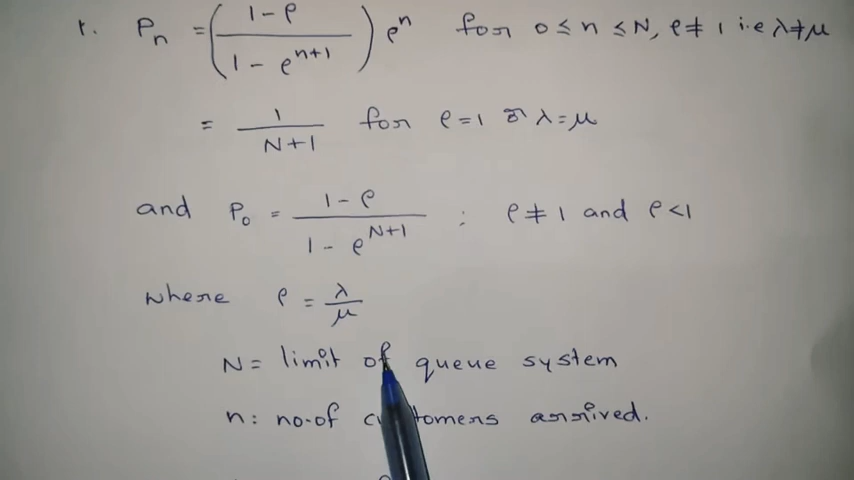 1. Pn = ((1 - ρ) / (1 - ρ^(n+1))) ρ^n for 0 ≤ n ≤ N, ρ ≠ 1 i.e λ ≠ μ
= 1 / (N+1) for ρ = 1 or λ = μ
and P0 = (1 - ρ) / (1 - ρ^(N+1)) : ρ ≠ 1 and ρ < 1
where ρ = λ / μ
N = limit of queue system
n: no. of customers arrived.